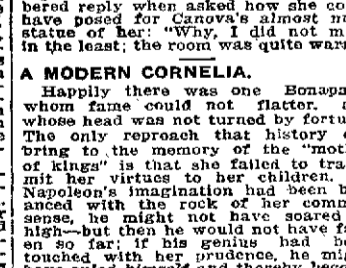 bered reply when asked how she co
have posed for Canova's almost n
statue of her: "Why, I did not m
in the least; the room was quite warm
A MODERN CORNELIA.
Happily there was one Bonapa
whom fame could not flatter, a
whose head was not turned by fortu
The only reproach that history c
bring to the memory of the "moth
of kings" is that she failed to tra
mit her virtues to her children.
Napoleon's imagination had been b
anced with the rock of her comm
sense, he might not have soared
high—but then he would not have fa
en so far; if his genius had be
touched with her prudence, he mig